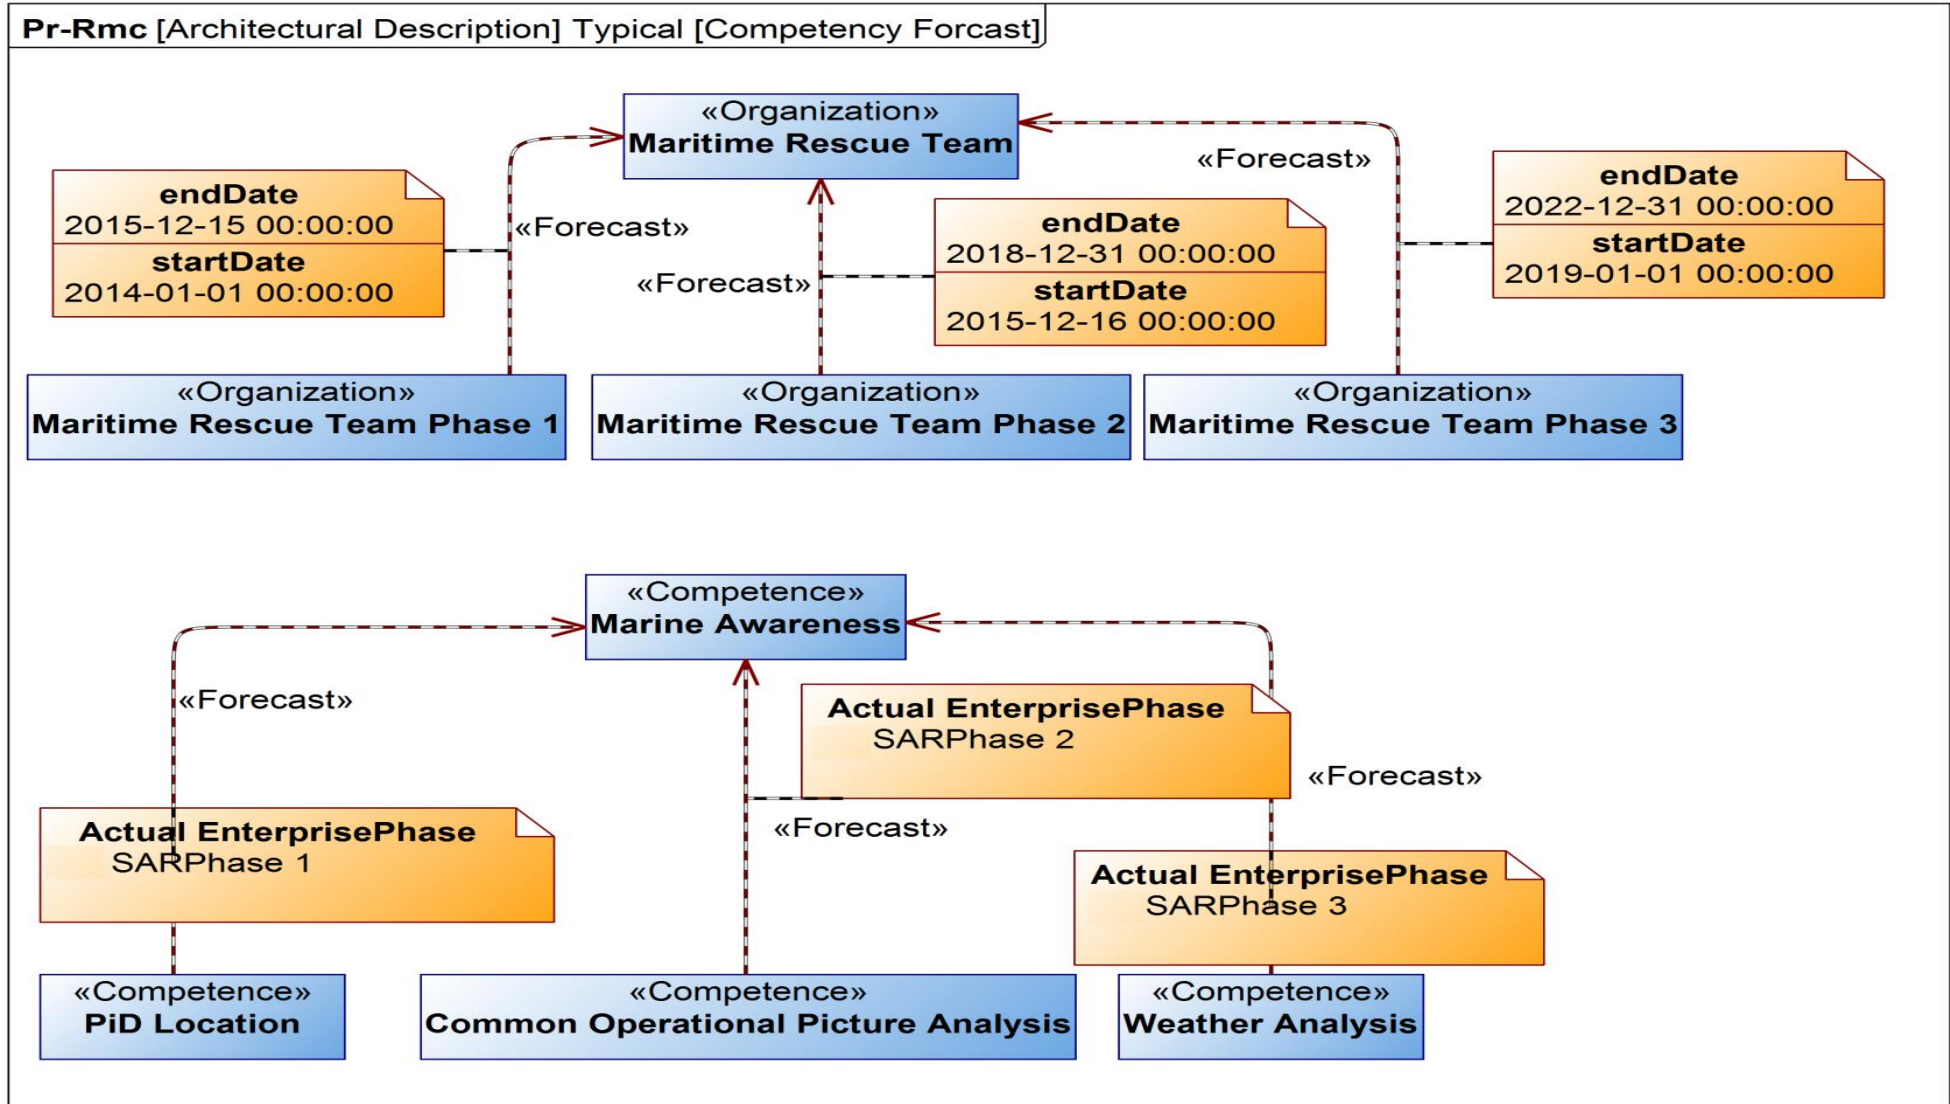 Pr-Rmc [Architectural Description] Typical [Competency Forcast]
«Organization»
Maritime Rescue Team
«Forecast»
endDate
2015-12-15 00:00:00
startDate
2014-01-01 00:00:00
«Forecast»
«Forecast»
endDate
2018-12-31 00:00:00
startDate
2015-12-16 00:00:00
endDate
2022-12-31 00:00:00
startDate
2019-01-01 00:00:00
«Organization»
Maritime Rescue Team Phase 1
«Organization»
Maritime Rescue Team Phase 2
«Organization»
Maritime Rescue Team Phase 3
«Competence»
Marine Awareness
«Forecast»
Actual EnterprisePhase
SARPhase 2
«Forecast»
«Forecast»
Actual EnterprisePhase
SARPhase 1
Actual EnterprisePhase
SARPhase 3
«Competence»
PiD Location
«Competence»
Common Operational Picture Analysis
«Competence»
Weather Analysis